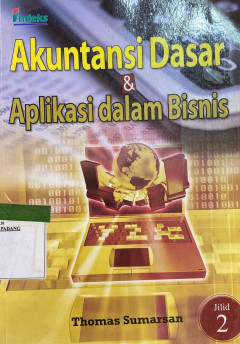 indeks
Akuntansi Dasar
&
Aplikasi dalam Bisnis
PADANG
Thomas Sumarsan
Jilid
2